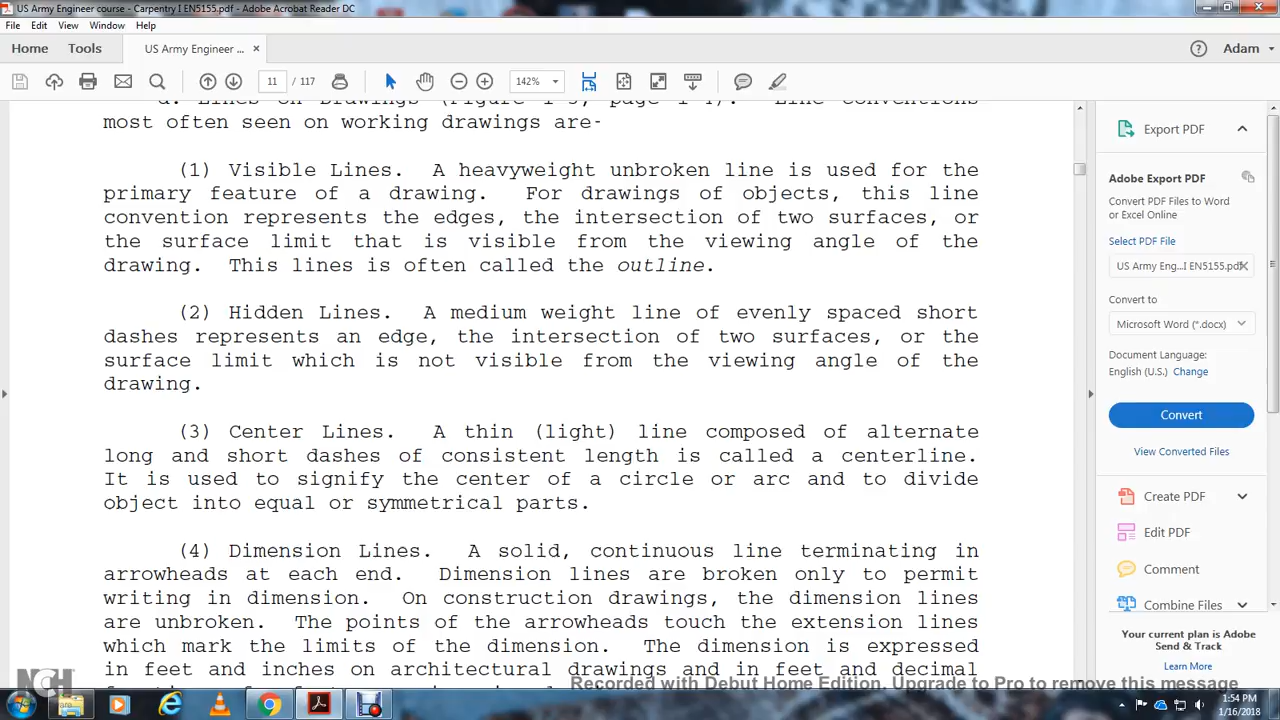 US Army Engineer course - Carpentry I EN5155.pdf - Adobe Acrobat Reader DC
File Edit View Window Help
Home Tools US Army Engineer ... × Adam
11 / 117 142%
d. Lines on Drawings (Figure 1-3, page 1-4). Line conventions
most often seen on working drawings are-
(1) Visible Lines. A heavyweight unbroken line is used for the
primary feature of a drawing. For drawings of objects, this line
convention represents the edges, the intersection of two surfaces, or
the surface limit that is visible from the viewing angle of the
drawing. This lines is often called the outline.
(2) Hidden Lines. A medium weight line of evenly spaced short
dashes represents an edge, the intersection of two surfaces, or the
surface limit which is not visible from the viewing angle of the
drawing.
(3) Center Lines. A thin (light) line composed of alternate
long and short dashes of consistent length is called a centerline.
It is used to signify the center of a circle or arc and to divide
object into equal or symmetrical parts.
(4) Dimension Lines. A solid, continuous line terminating in
arrowheads at each end. Dimension lines are broken only to permit
writing in dimension. On construction drawings, the dimension lines
are unbroken. The points of the arrowheads touch the extension lines
which mark the limits of the dimension. The dimension is expressed
in feet and inches on architectural drawings and in feet and decimal
Export PDF
Adobe Export PDF
Convert PDF Files to Word
or Excel Online
Select PDF File
US Army Eng...I EN5155.pdf
Convert to
Microsoft Word (*.docx)
Document Language:
English (U.S.) Change
Convert
View Converted Files
Create PDF
Edit PDF
Comment
Combine Files
Your current plan is Adobe
Send & Track
Learn More
NCH
Recorded with Debut Home Edition. Upgrade to Pro to remove this message
1:54 PM
1/16/2018